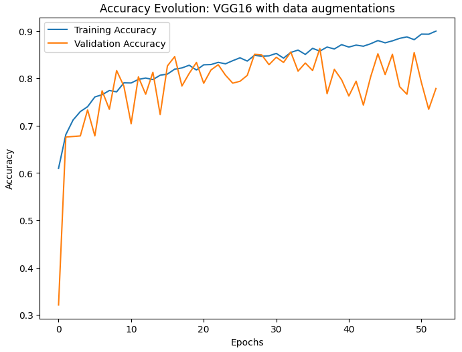 Accuracy Evolution: VGG16 with data augmentations
Training Accuracy
Validation Accuracy
0.9
0.8
0.7
0.6
0.5
0.4
0.3
Accuracy
0 10 20 30 40 50
Epochs